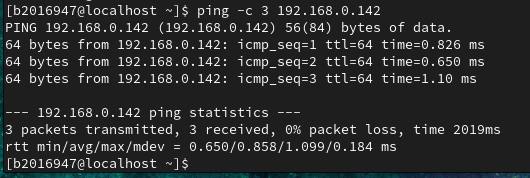 [b2016947@localhost ~]$ ping -c 3 192.168.0.142
PING 192.168.0.142 (192.168.0.142) 56(84) bytes of data.
64 bytes from 192.168.0.142: icmp_seq=1 ttl=64 time=0.826 ms
64 bytes from 192.168.0.142: icmp_seq=2 ttl=64 time=0.650 ms
64 bytes from 192.168.0.142: icmp_seq=3 ttl=64 time=1.10 ms

--- 192.168.0.142 ping statistics ---
3 packets transmitted, 3 received, 0% packet loss, time 2019ms
rtt min/avg/max/mdev = 0.650/0.858/1.099/0.184 ms
[b2016947@localhost ~]$